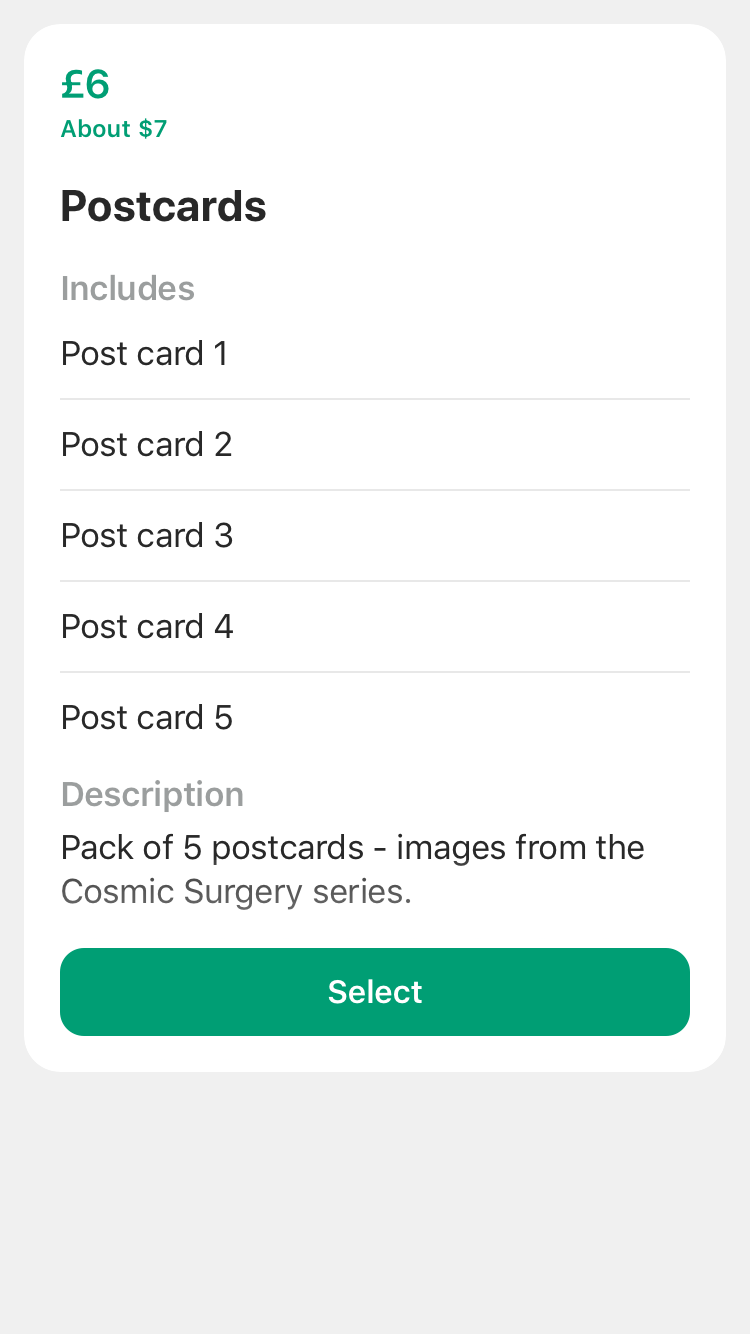 £6
About $7
Postcards
Includes
Post card 1
Post card 2
Post card 3
Post card 4
Post card 5
Description
Pack of 5 postcards - images from the
Cosmic Surgery series.
Select